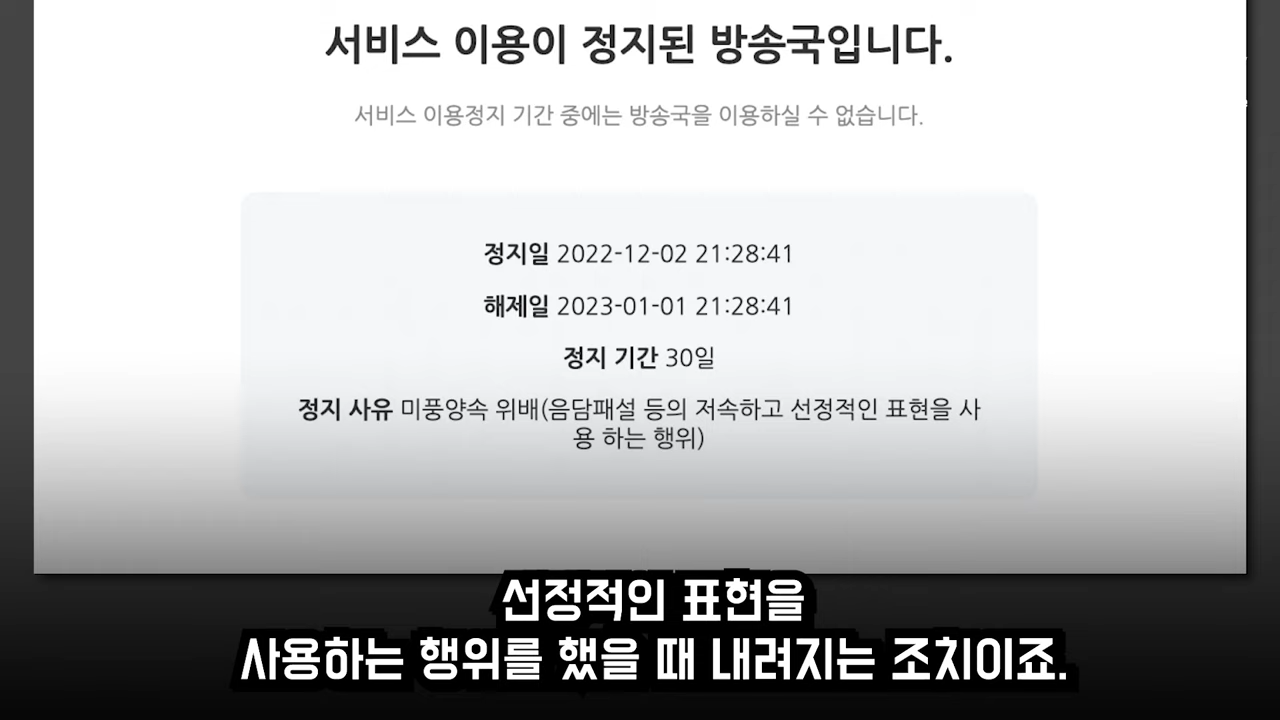 서비스 이용이 정지된 방송국입니다.
서비스 이용정지 기간 중에는 방송국을 이용하실 수 없습니다.
정지일 2022-12-02 21:28:41
해제일 2023-01-01 21:28:41
정지 기간 30일
정지 사유 미풍양속 위배(음담패설 등의 저속하고 선정적인 표현을 사
용 하는 행위)
선정적인 표현을
사용하는 행위를 했을 때 내려지는 조치이죠.